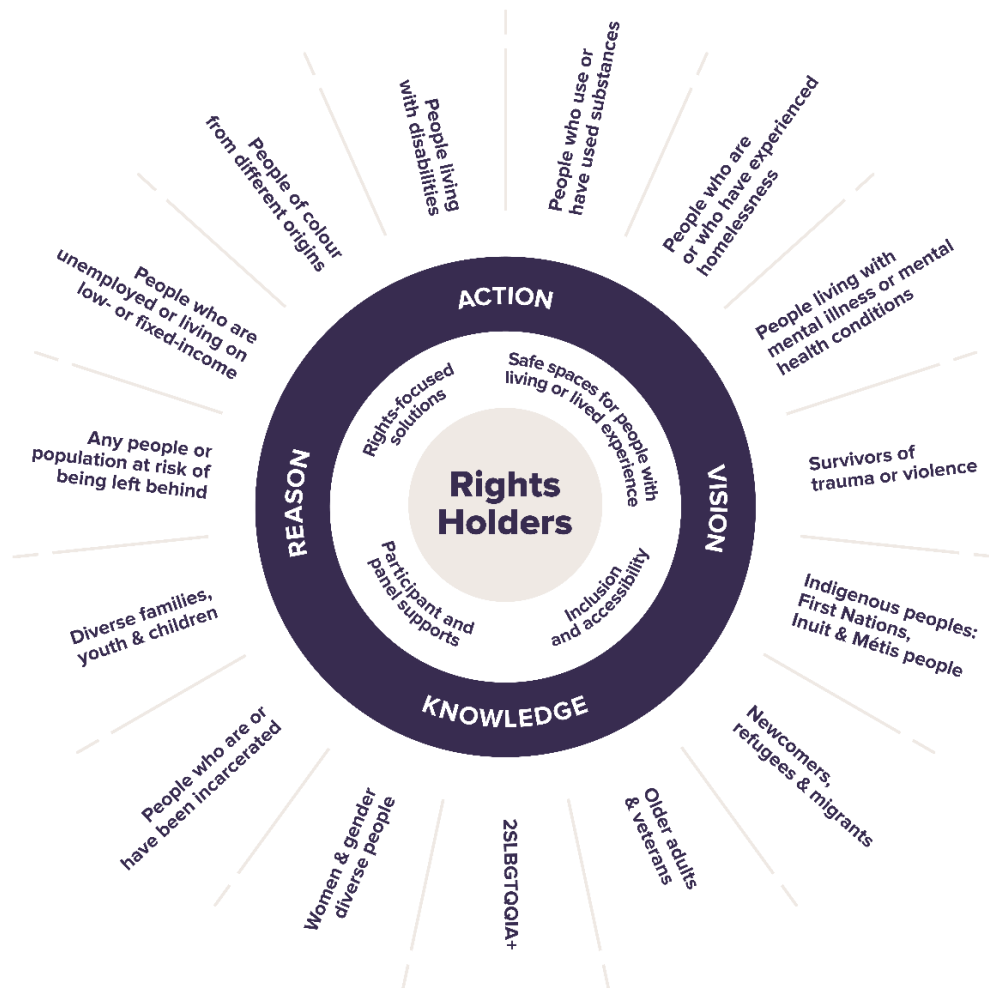 Rights
Holders
Rights-focused
solutions
Safe spaces for people with
living or lived experience
Inclusion
and accessibility
Participant and
panel supports
ACTION
VISION
KNOWLEDGE
REASON
People who use or
have used substances
People who are
or who have experienced
homelessness
People living with
mental illness or mental
health conditions
Survivors of
trauma or violence
Indigenous peoples:
First Nations,
Inuit & Métis people
Newcomers,
refugees & migrants
Older adults
& veterans
2SLBGTQQIA+
Women & gender
diverse people
People who are or
have been incarcerated
Diverse families,
youth & children
Any people or
population at risk of
being left behind
People who are
unemployed or living on
low- or fixed-income
People of colour
from different origins
People living
with disabilities